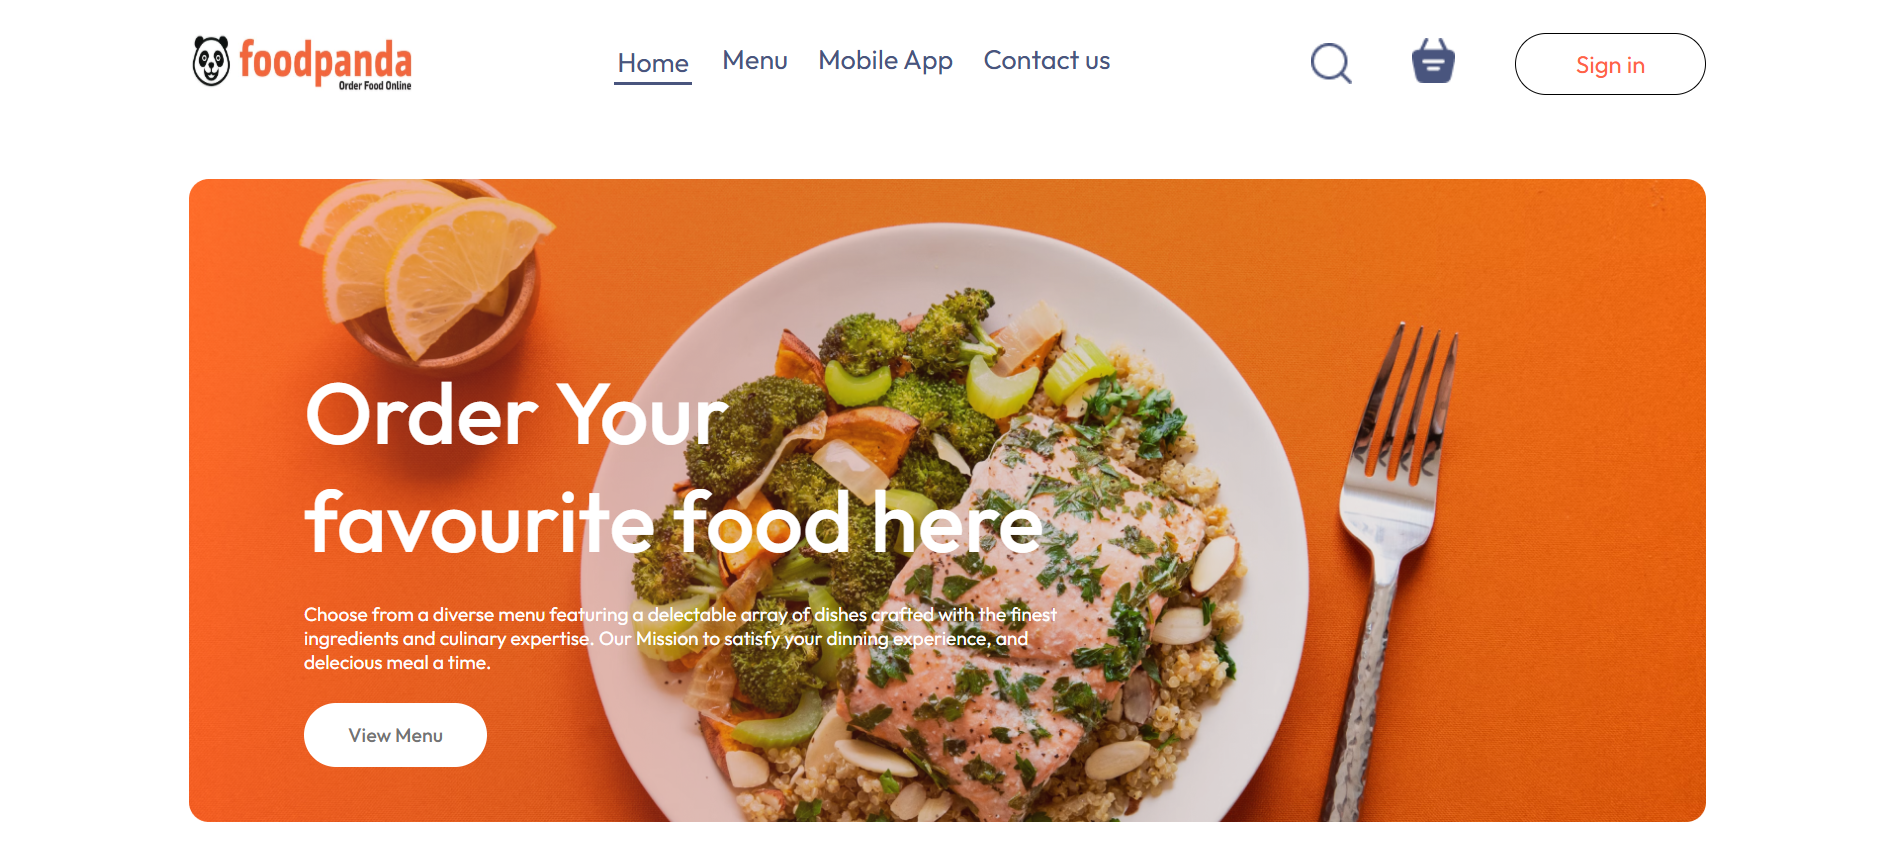 foodpanda
Order Food Online
Home Menu Mobile App Contact us
Sign in
Order Your
favourite food here
Choose from a diverse menu featuring a delectable array of dishes crafted with the finest
ingredients and culinary expertise. Our Mission to satisfy your dinning experience, and
delecious meal a time.
View Menu